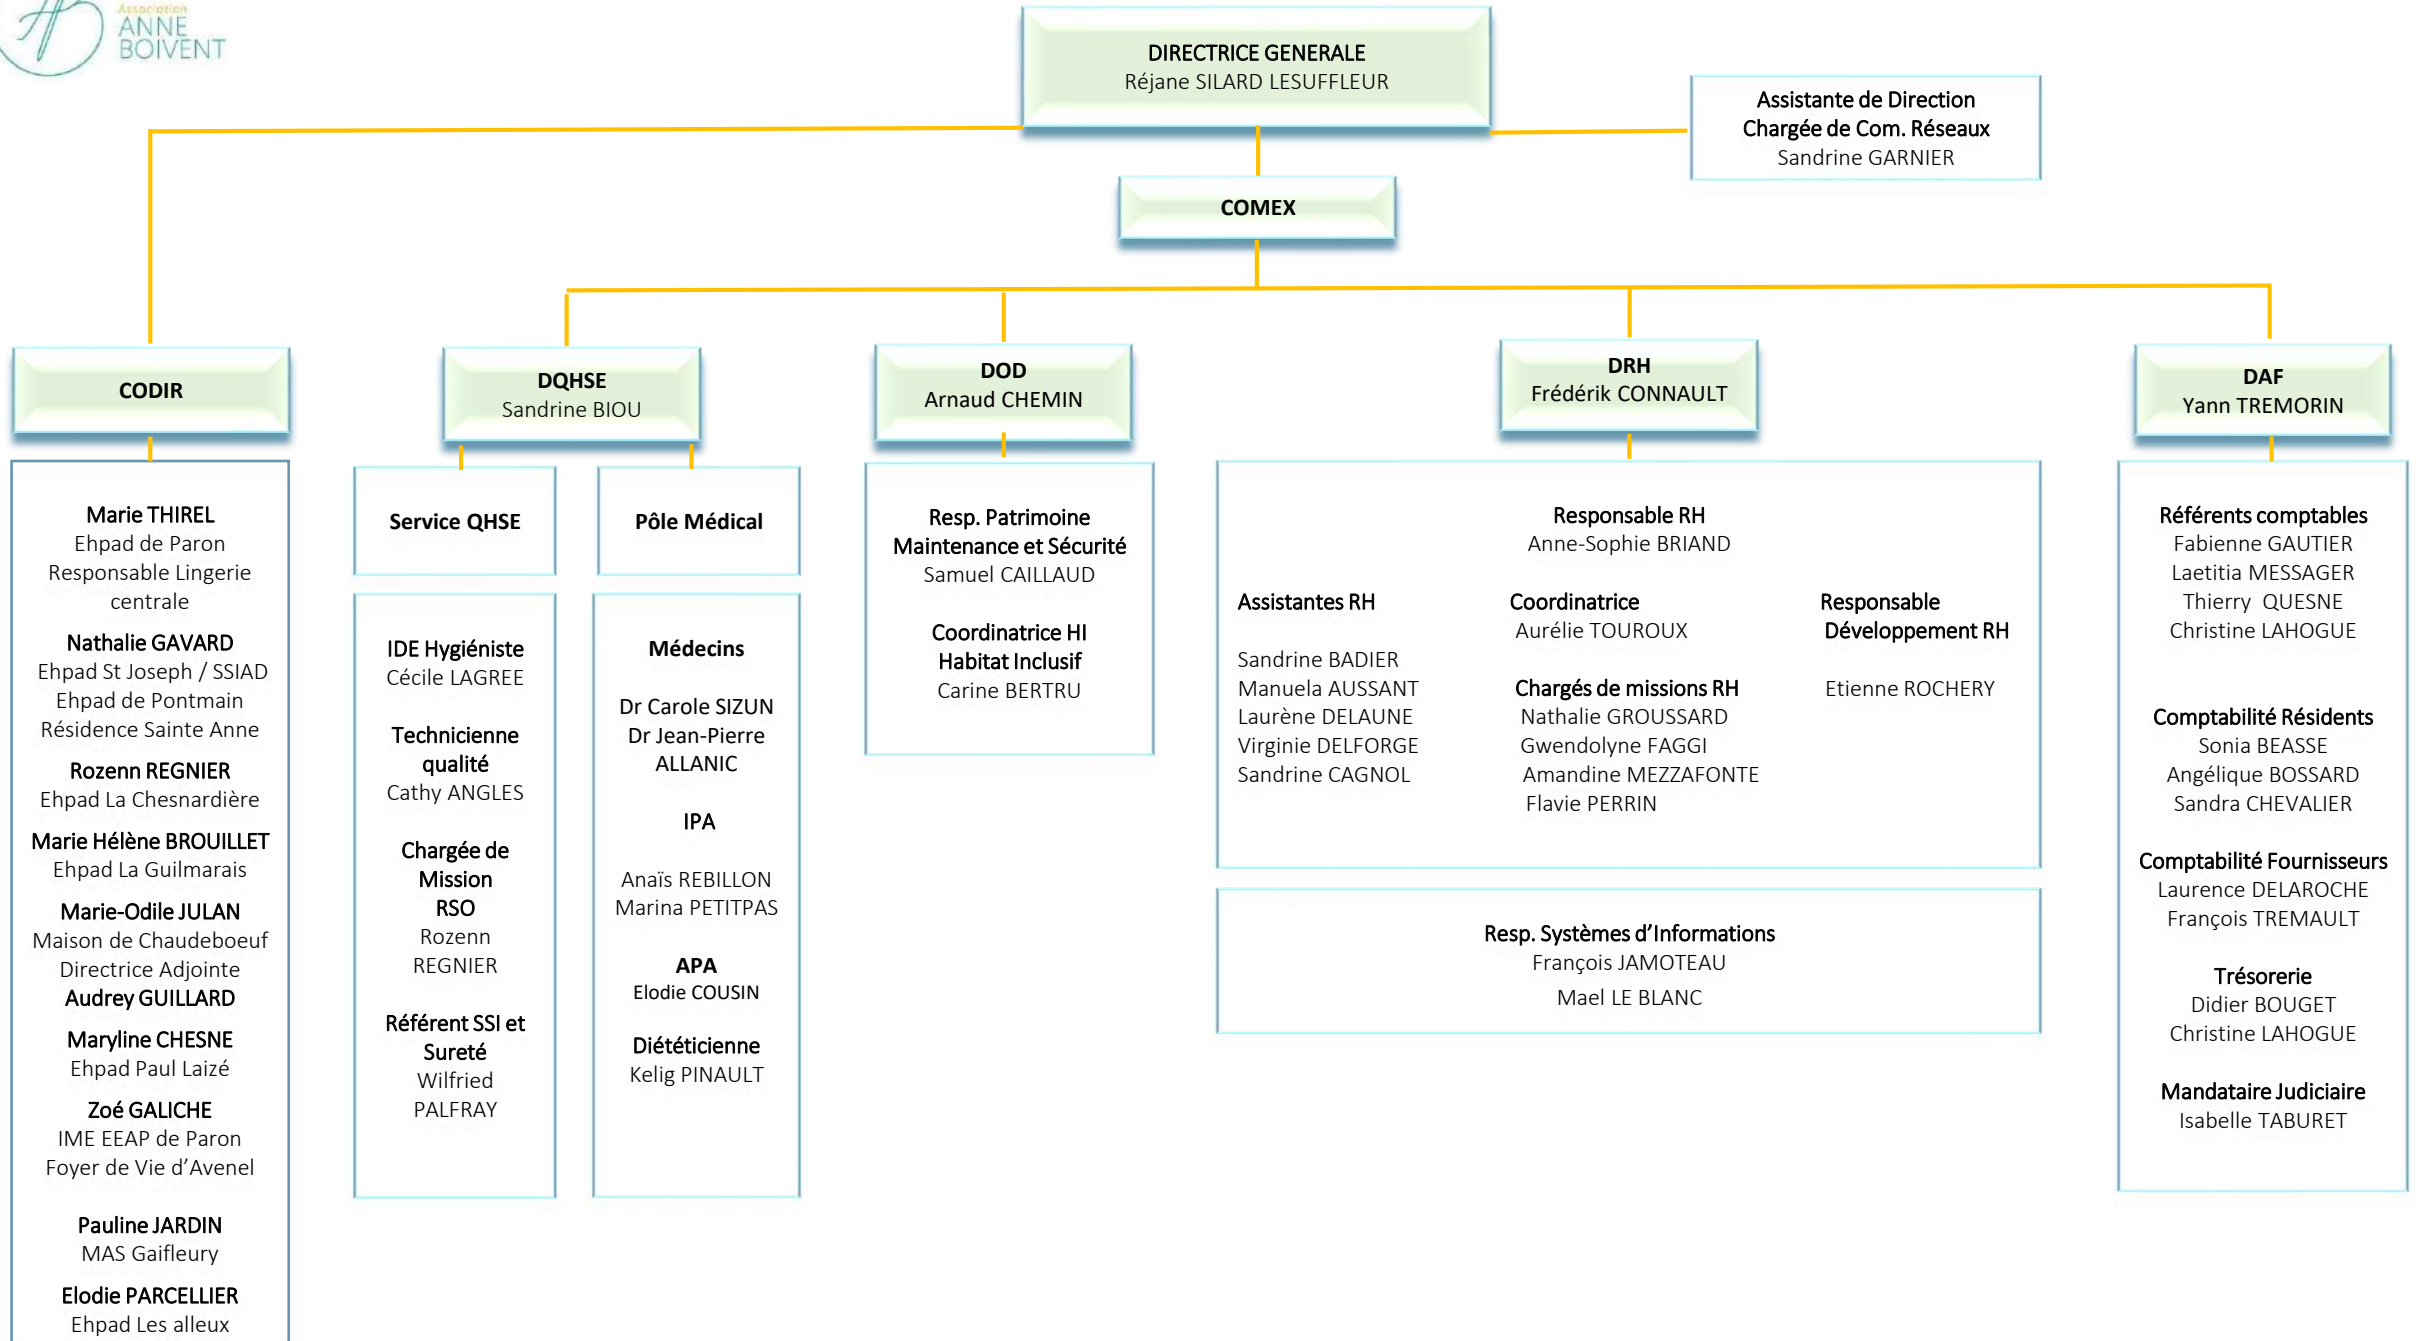 Association
ANNE
BOIVENT
DIRECTRICE GENERALE
Réjane SILARD LESUFFLEUR
Assistante de Direction
Chargée de Com. Réseaux
Sandrine GARNIER
COMEX
CODIR
DQHSE
Sandrine BIOU
DOD
Arnaud CHEMIN
DRH
Frédérik CONNAULT
DAF
Yann TREMORIN
Marie THIREL
Ehpad de Paron
Responsable Lingerie
centrale
Nathalie GAVARD
Ehpad St Joseph / SSIAD
Ehpad de Pontmain
Résidence Sainte Anne
Rozenn REGNIER
Ehpad La Chesnardière
Marie Hélène BROUILLET
Ehpad La Guilmarais
Marie-Odile JULAN
Maison de Chaudeboeuf
Directrice Adjointe
Audrey GUILLARD
Maryline CHESNE
Ehpad Paul Laizé
Zoé GALICHE
IME EEAP de Paron
Foyer de Vie d’Avenel
Pauline JARDIN
MAS Gaifleury
Elodie PARCELLIER
Ehpad Les alleux
Service QHSE
IDE Hygiéniste
Cécile LAGREE
Technicienne
qualité
Cathy ANGLES
Chargée de
Mission
RSO
Rozenn
REGNIER
Référent SSI et
Sureté
Wilfried
PALFRAY
Pôle Médical
Médecins
Dr Carole SIZUN
Dr Jean-Pierre
ALLANIC
IPA
Anaïs REBILLON
Marina PETITPAS
APA
Elodie COUSIN
Diététicienne
Kelig PINAULT
Resp. Patrimoine
Maintenance et Sécurité
Samuel CAILLAUD
Coordinatrice HI
Habitat Inclusif
Carine BERTRU
Responsable RH
Anne-Sophie BRIAND
Assistantes RH
Sandrine BADIER
Manuela AUSSANT
Laurène DELAUNE
Virginie DELFORGE
Sandrine CAGNOL
Coordinatrice
Aurélie TOUROUX
Chargés de missions RH
Nathalie GROUSSARD
Gwendolyne FAGGI
Amandine MEZZAFONTE
Flavie PERRIN
Responsable
Développement RH
Etienne ROCHERY
Resp. Systèmes d’Informations
François JAMOTEAU
Mael LE BLANC
Référents comptables
Fabienne GAUTIER
Laetitia MESSAGER
Thierry QUESNE
Christine LAHOGUE
Comptabilité Résidents
Sonia BEASSE
Angélique BOSSARD
Sandra CHEVALIER
Comptabilité Fournisseurs
Laurence DELAROCHE
François TREMAULT
Trésorerie
Didier BOUGET
Christine LAHOGUE
Mandataire Judiciaire
Isabelle TABURET